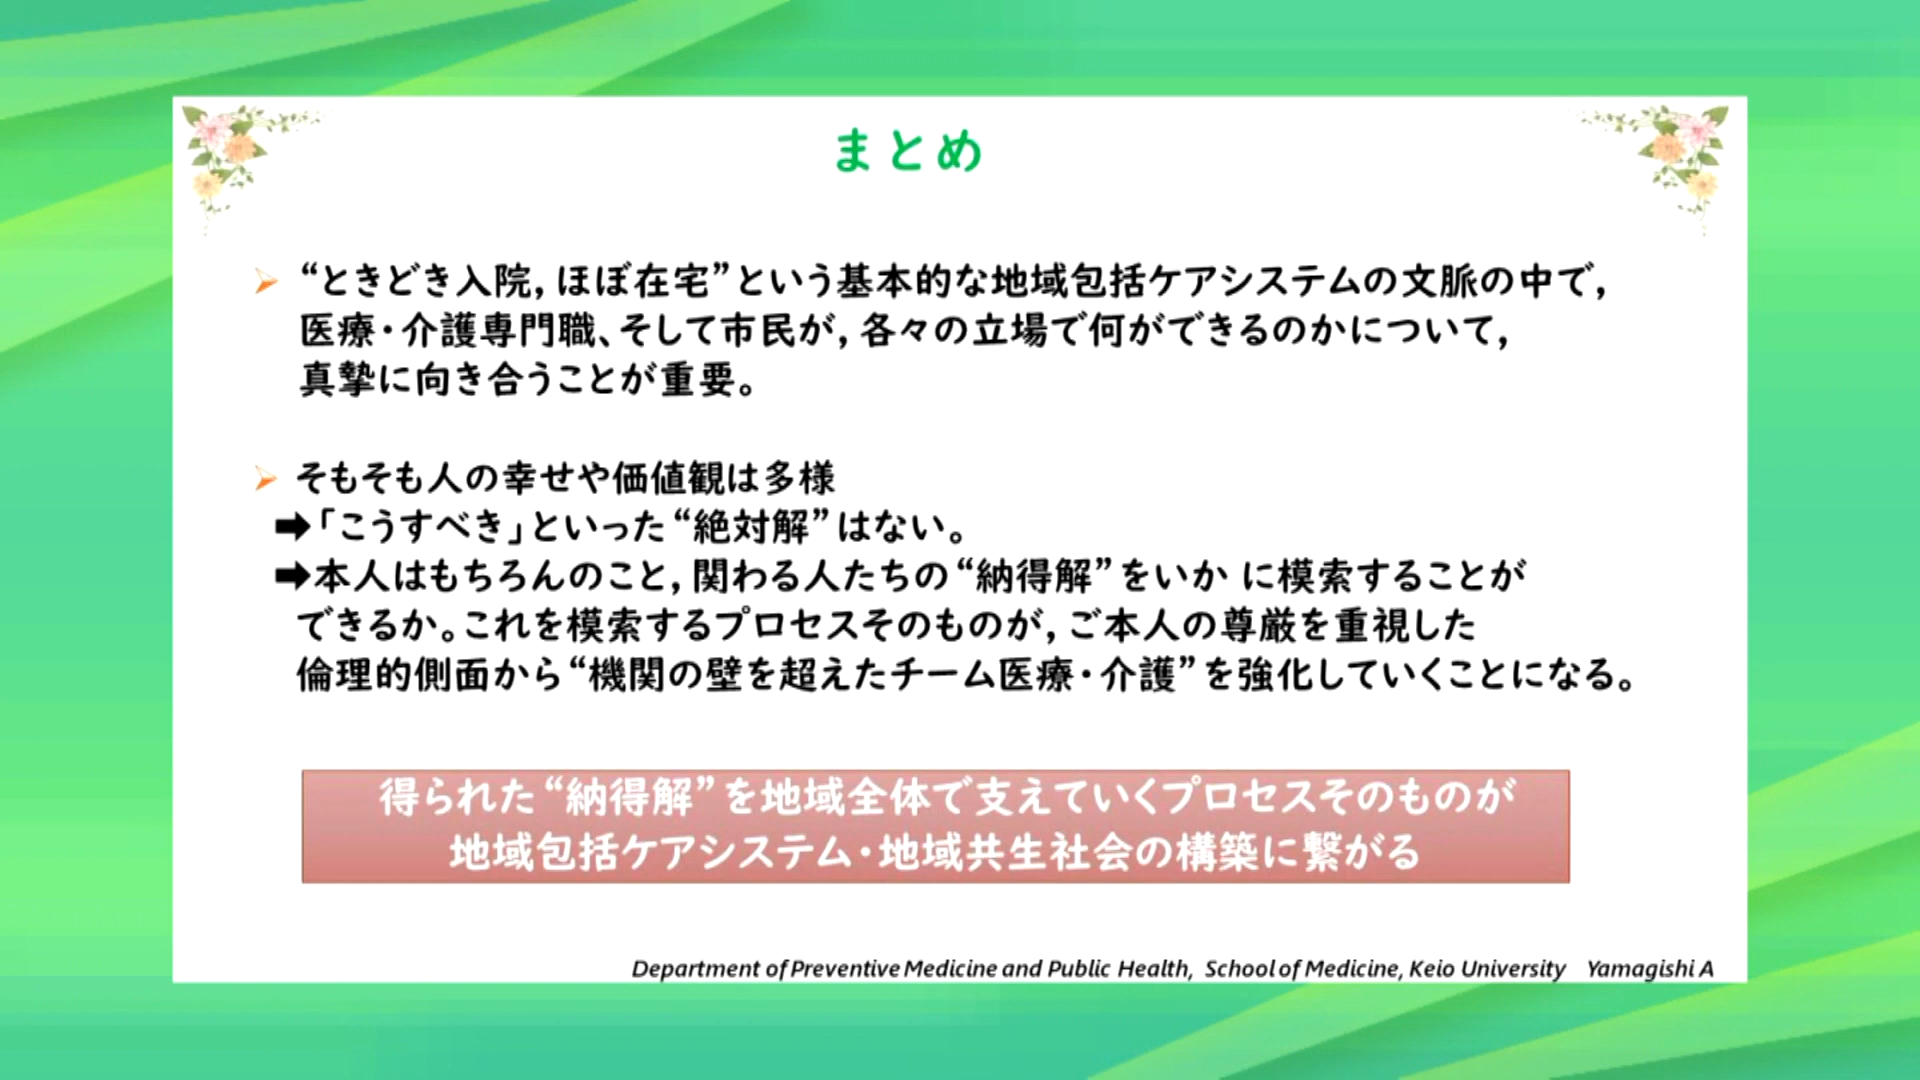 まとめ
“ときどき入院,ほぼ在宅”という基本的な地域包括ケアシステムの文脈の中で,
医療・介護専門職、そして市民が,各々の立場で何ができるのかについて,
真摯に向き合うことが重要。
そもそも人の幸せや価値観は多様
➡「こうすべき」といった“絶対解”はない。
➡本人はもちろんのこと,関わる人たちの“納得解”をいか に模索することが
できるか。これを模索するプロセスそのものが,ご本人の尊厳を重視した
倫理的側面から“機関の壁を超えたチーム医療・介護”を強化していくことになる。
得られた“納得解”を地域全体で支えていくプロセスそのものが
地域包括ケアシステム・地域共生社会の構築に繋がる
Department of Preventive Medicine and Public Health, School of Medicine, Keio University Yamagishi A